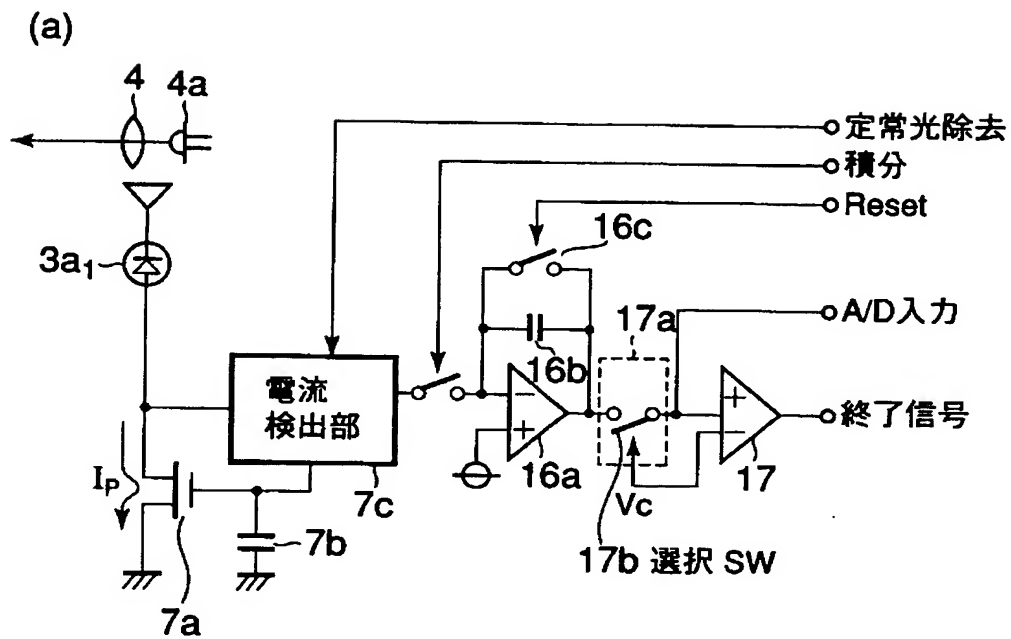 (a)
4
4a
定常光除去
積分
Reset
16c
3a1
A/D入力
17a
16b
電流
検出部
終了信号
16a
17
IP
7c
Vc
7b
17b 選択 SW
7a